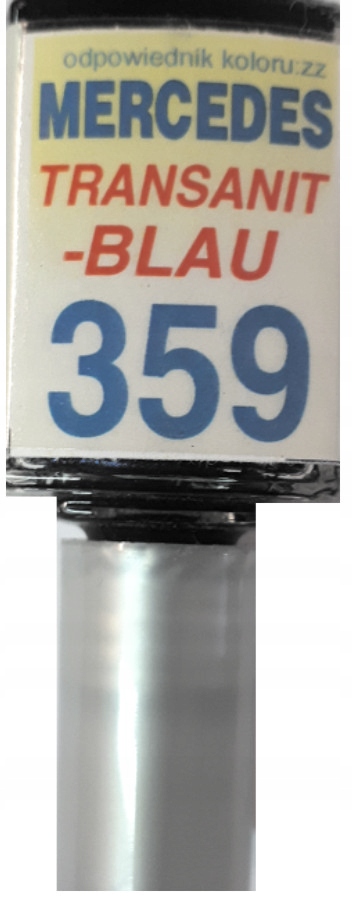 odpowiednik koloru:zz
MERCEDES
TRANSANIT
-BLAU
359